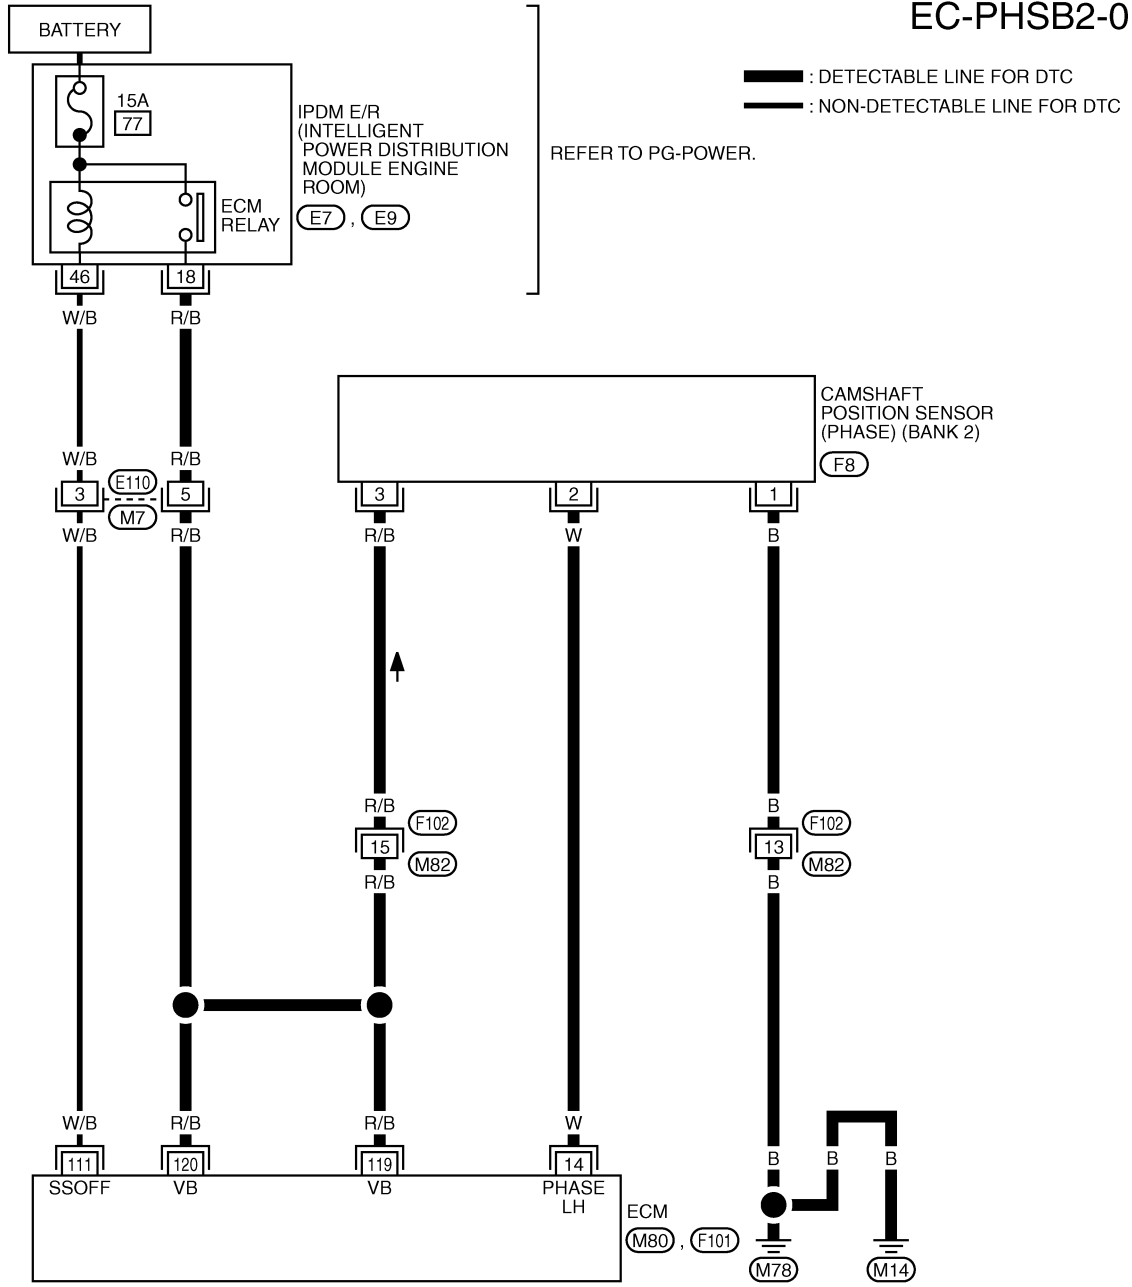 EC-PHSB2-0
BATTERY
: DETECTABLE LINE FOR DTC
: NON-DETECTABLE LINE FOR DTC
15A
77
IPDM E/R
(INTELLIGENT
POWER DISTRIBUTION
MODULE ENGINE
ROOM)
E7 , E9
REFER TO PG-POWER.
ECM
RELAY
46 18
W/B R/B
CAMSHAFT
POSITION SENSOR
(PHASE) (BANK 2)
F8
W/B R/B
3 E110 5 3 2 1
M7
W/B R/B R/B W B
R/B B
F102 F102
15 13
M82 M82
R/B B
W/B R/B R/B W
B B B
111 120 119 14
SSOFF VB VB PHASE
LH
ECM
M80 , F101
M78 M14